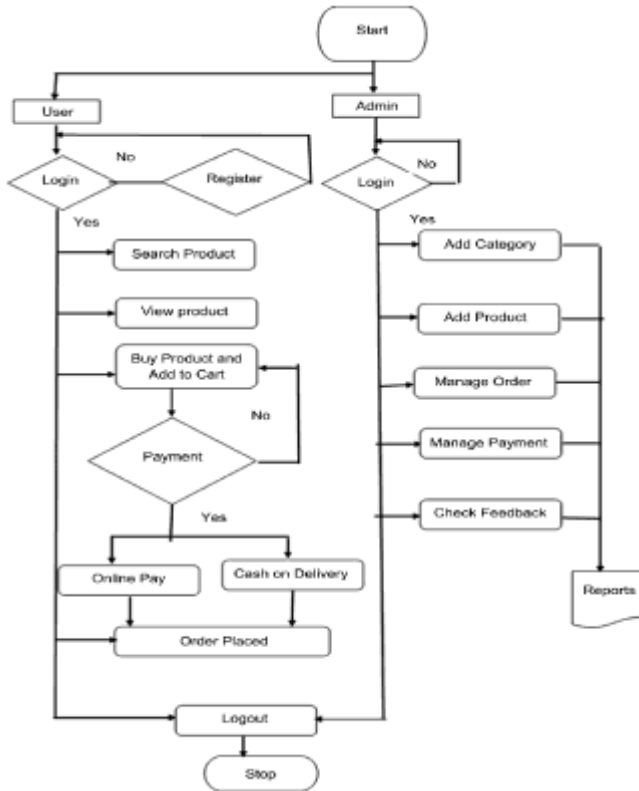 Start
User
Admin
No
No
Login
Register
Login
Yes
Yes
Search Product
Add Category
View product
Add Product
Buy Product and
Add to Cart
Manage Order
No
Payment
Manage Payment
Yes
Check Feedback
Online Pay
Cash on Delivery
Reports
Order Placed
Logout
Stop